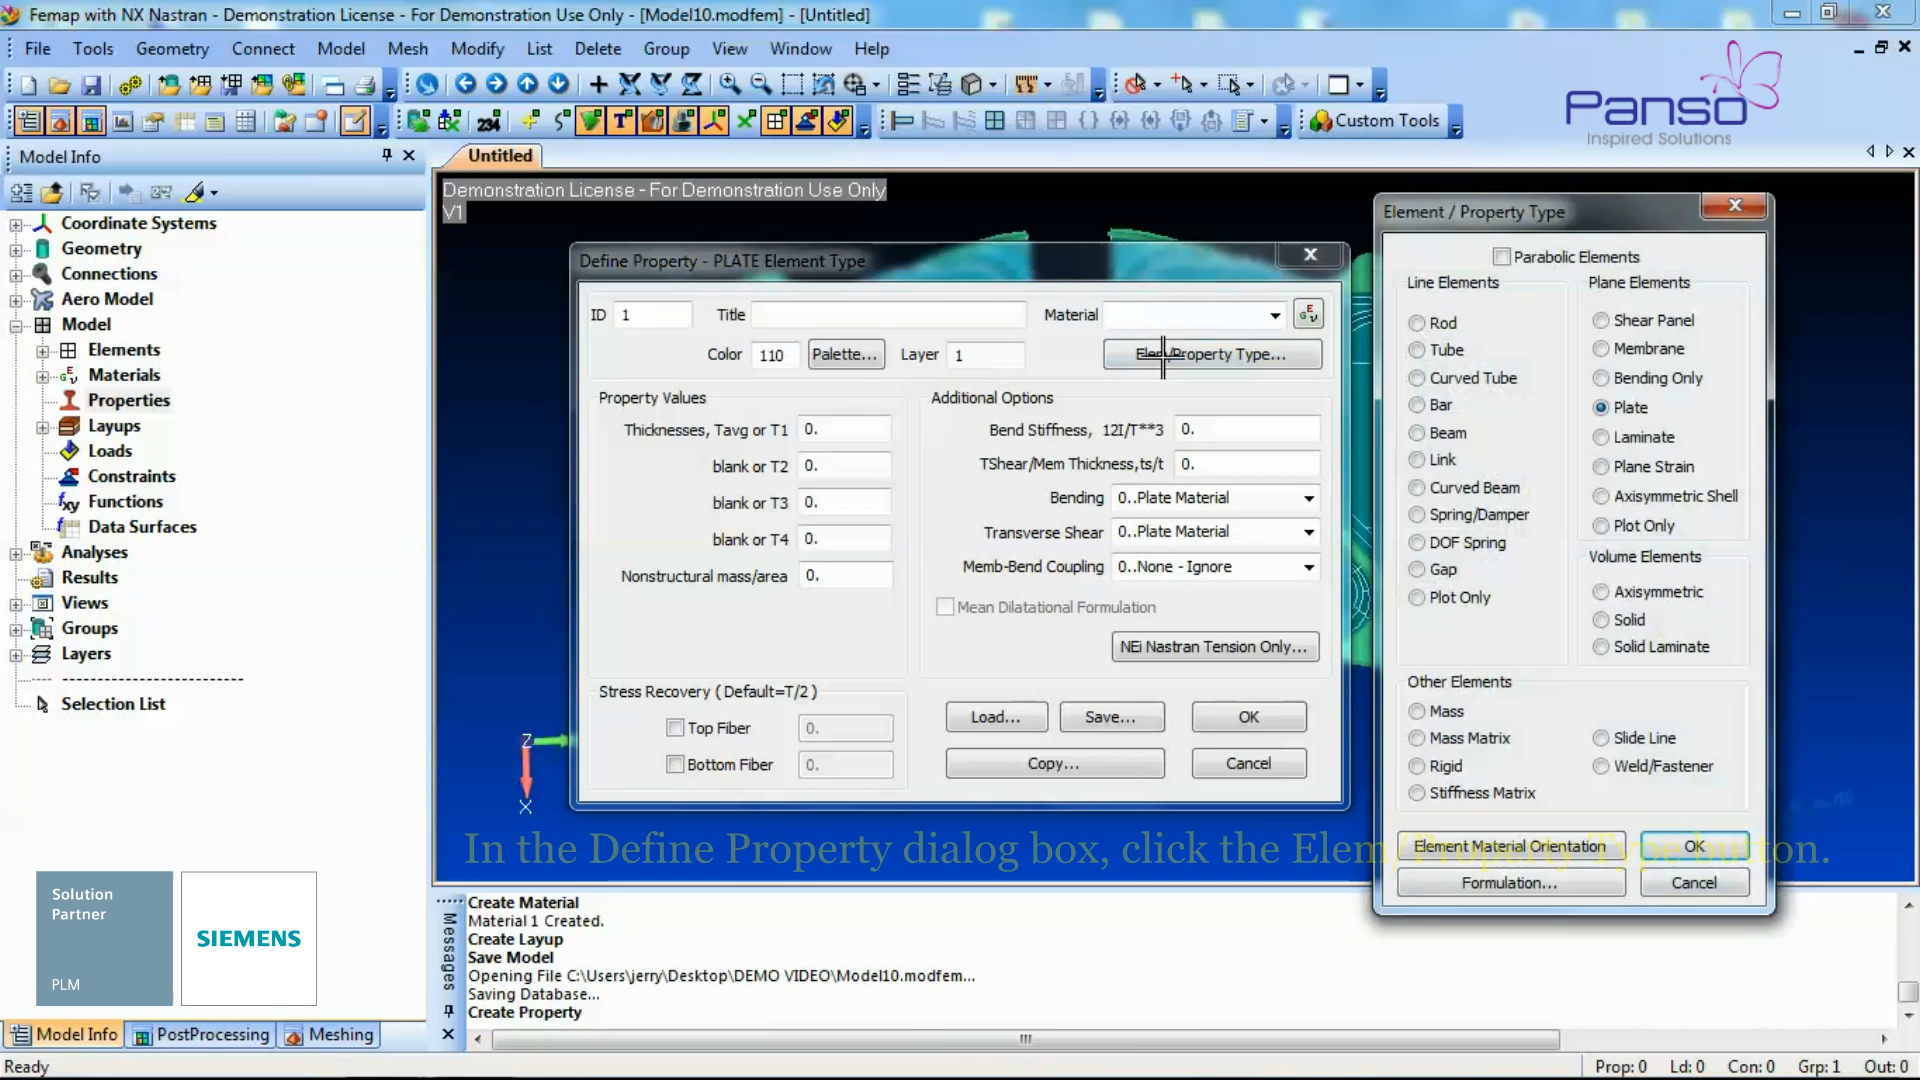 Femap with NX Nastran - Demonstration License - For Demonstration Use Only - [Model10.modfem] - [Untitled]
File Tools Geometry Connect Model Mesh Modify List Delete Group View Window Help
Panso
Inspired Solutions
234
Custom Tools
Model Info
Untitled
Coordinate Systems
Geometry
Connections
Aero Model
Model
Elements
Materials
Properties
Layups
Loads
Constraints
Functions
Data Surfaces
Analyses
Results
Views
Groups
Layers
Selection List
Demonstration License - For Demonstration Use Only
V1
Z
X
Define Property - PLATE Element Type
ID 1 Title Material
Color 110 Palette... Layer 1 Elem/Property Type...
Property Values
Thicknesses, Tavg or T1 0.
blank or T2 0.
blank or T3 0.
blank or T4 0.
Nonstructural mass/area 0.
Additional Options
Bend Stiffness, 12I/T**3 0.
TShear/Mem Thickness,ts/t 0.
Bending 0..Plate Material
Transverse Shear 0..Plate Material
Memb-Bend Coupling 0..None - Ignore
Mean Dilatational Formulation
NEi Nastran Tension Only...
Stress Recovery ( Default=T/2 )
Top Fiber 0.
Bottom Fiber 0.
Load... Save... OK
Copy... Cancel
Element / Property Type
Parabolic Elements
Line Elements
Rod
Tube
Curved Tube
Bar
Beam
Link
Curved Beam
Spring/Damper
DOF Spring
Gap
Plot Only
Plane Elements
Shear Panel
Membrane
Bending Only
Plate
Laminate
Plane Strain
Axisymmetric Shell
Plot Only
Volume Elements
Axisymmetric
Solid
Solid Laminate
Other Elements
Mass
Mass Matrix
Rigid
Stiffness Matrix
Slide Line
Weld/Fastener
Element Material Orientation OK
Formulation... Cancel
In the Define Property dialog box, click the Elem/Property Type button.
Solution
Partner
PLM
SIEMENS
Messages
Create Material
Material 1 Created.
Create Layup
Save Model
Opening File C:\Users\jerry\Desktop\DEMO VIDEO\Model10.modfem...
Saving Database...
Create Property
Model Info PostProcessing Meshing
Ready
Prop: 0 Ld: 0 Con: 0 Grp: 1 Out: 0